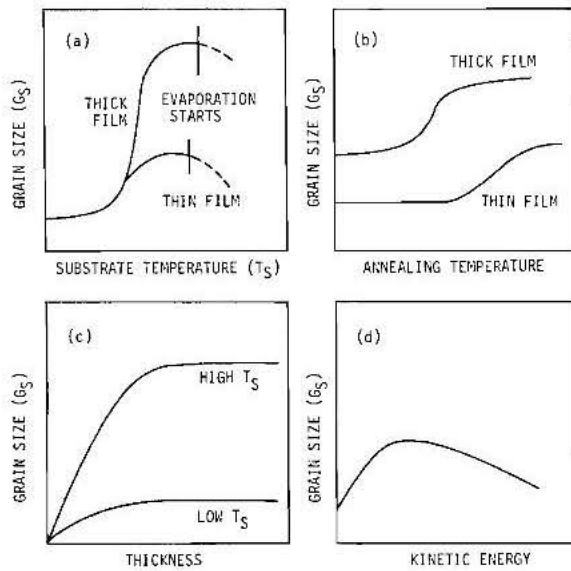 (a)
GRAIN SIZE (GS)
THICK
FILM
EVAPORATION
STARTS
THIN FILM
SUBSTRATE TEMPERATURE (TS)
(b)
GRAIN SIZE (GS)
THICK FILM
THIN FILM
ANNEALING TEMPERATURE
(c)
GRAIN SIZE (GS)
HIGH TS
LOW TS
THICKNESS
(d)
GRAIN SIZE (GS)
KINETIC ENERGY